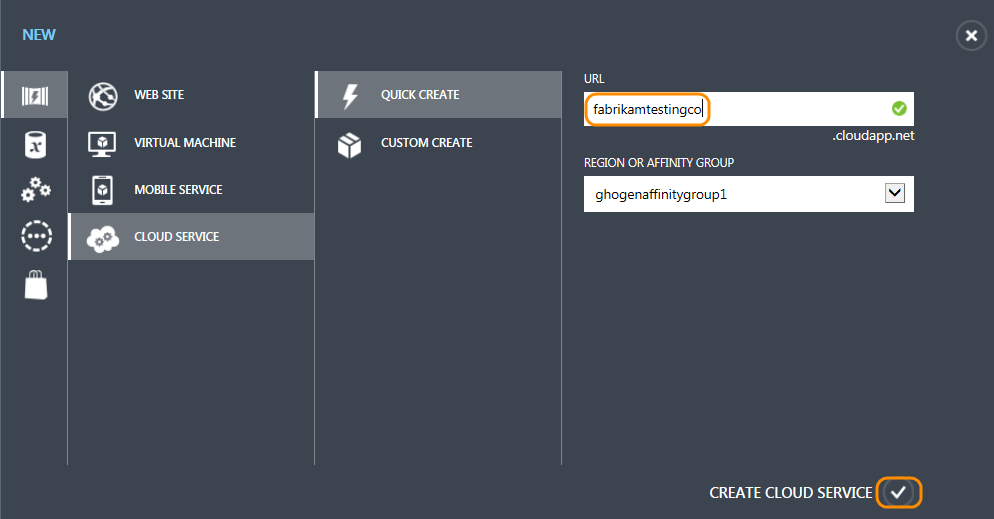 NEW
WEB SITE
VIRTUAL MACHINE
MOBILE SERVICE
CLOUD SERVICE
QUICK CREATE
CUSTOM CREATE
URL
fabrikamtestingco
.cloudapp.net
REGION OR AFFINITY GROUP
ghogenaffinitygroup1
CREATE CLOUD SERVICE